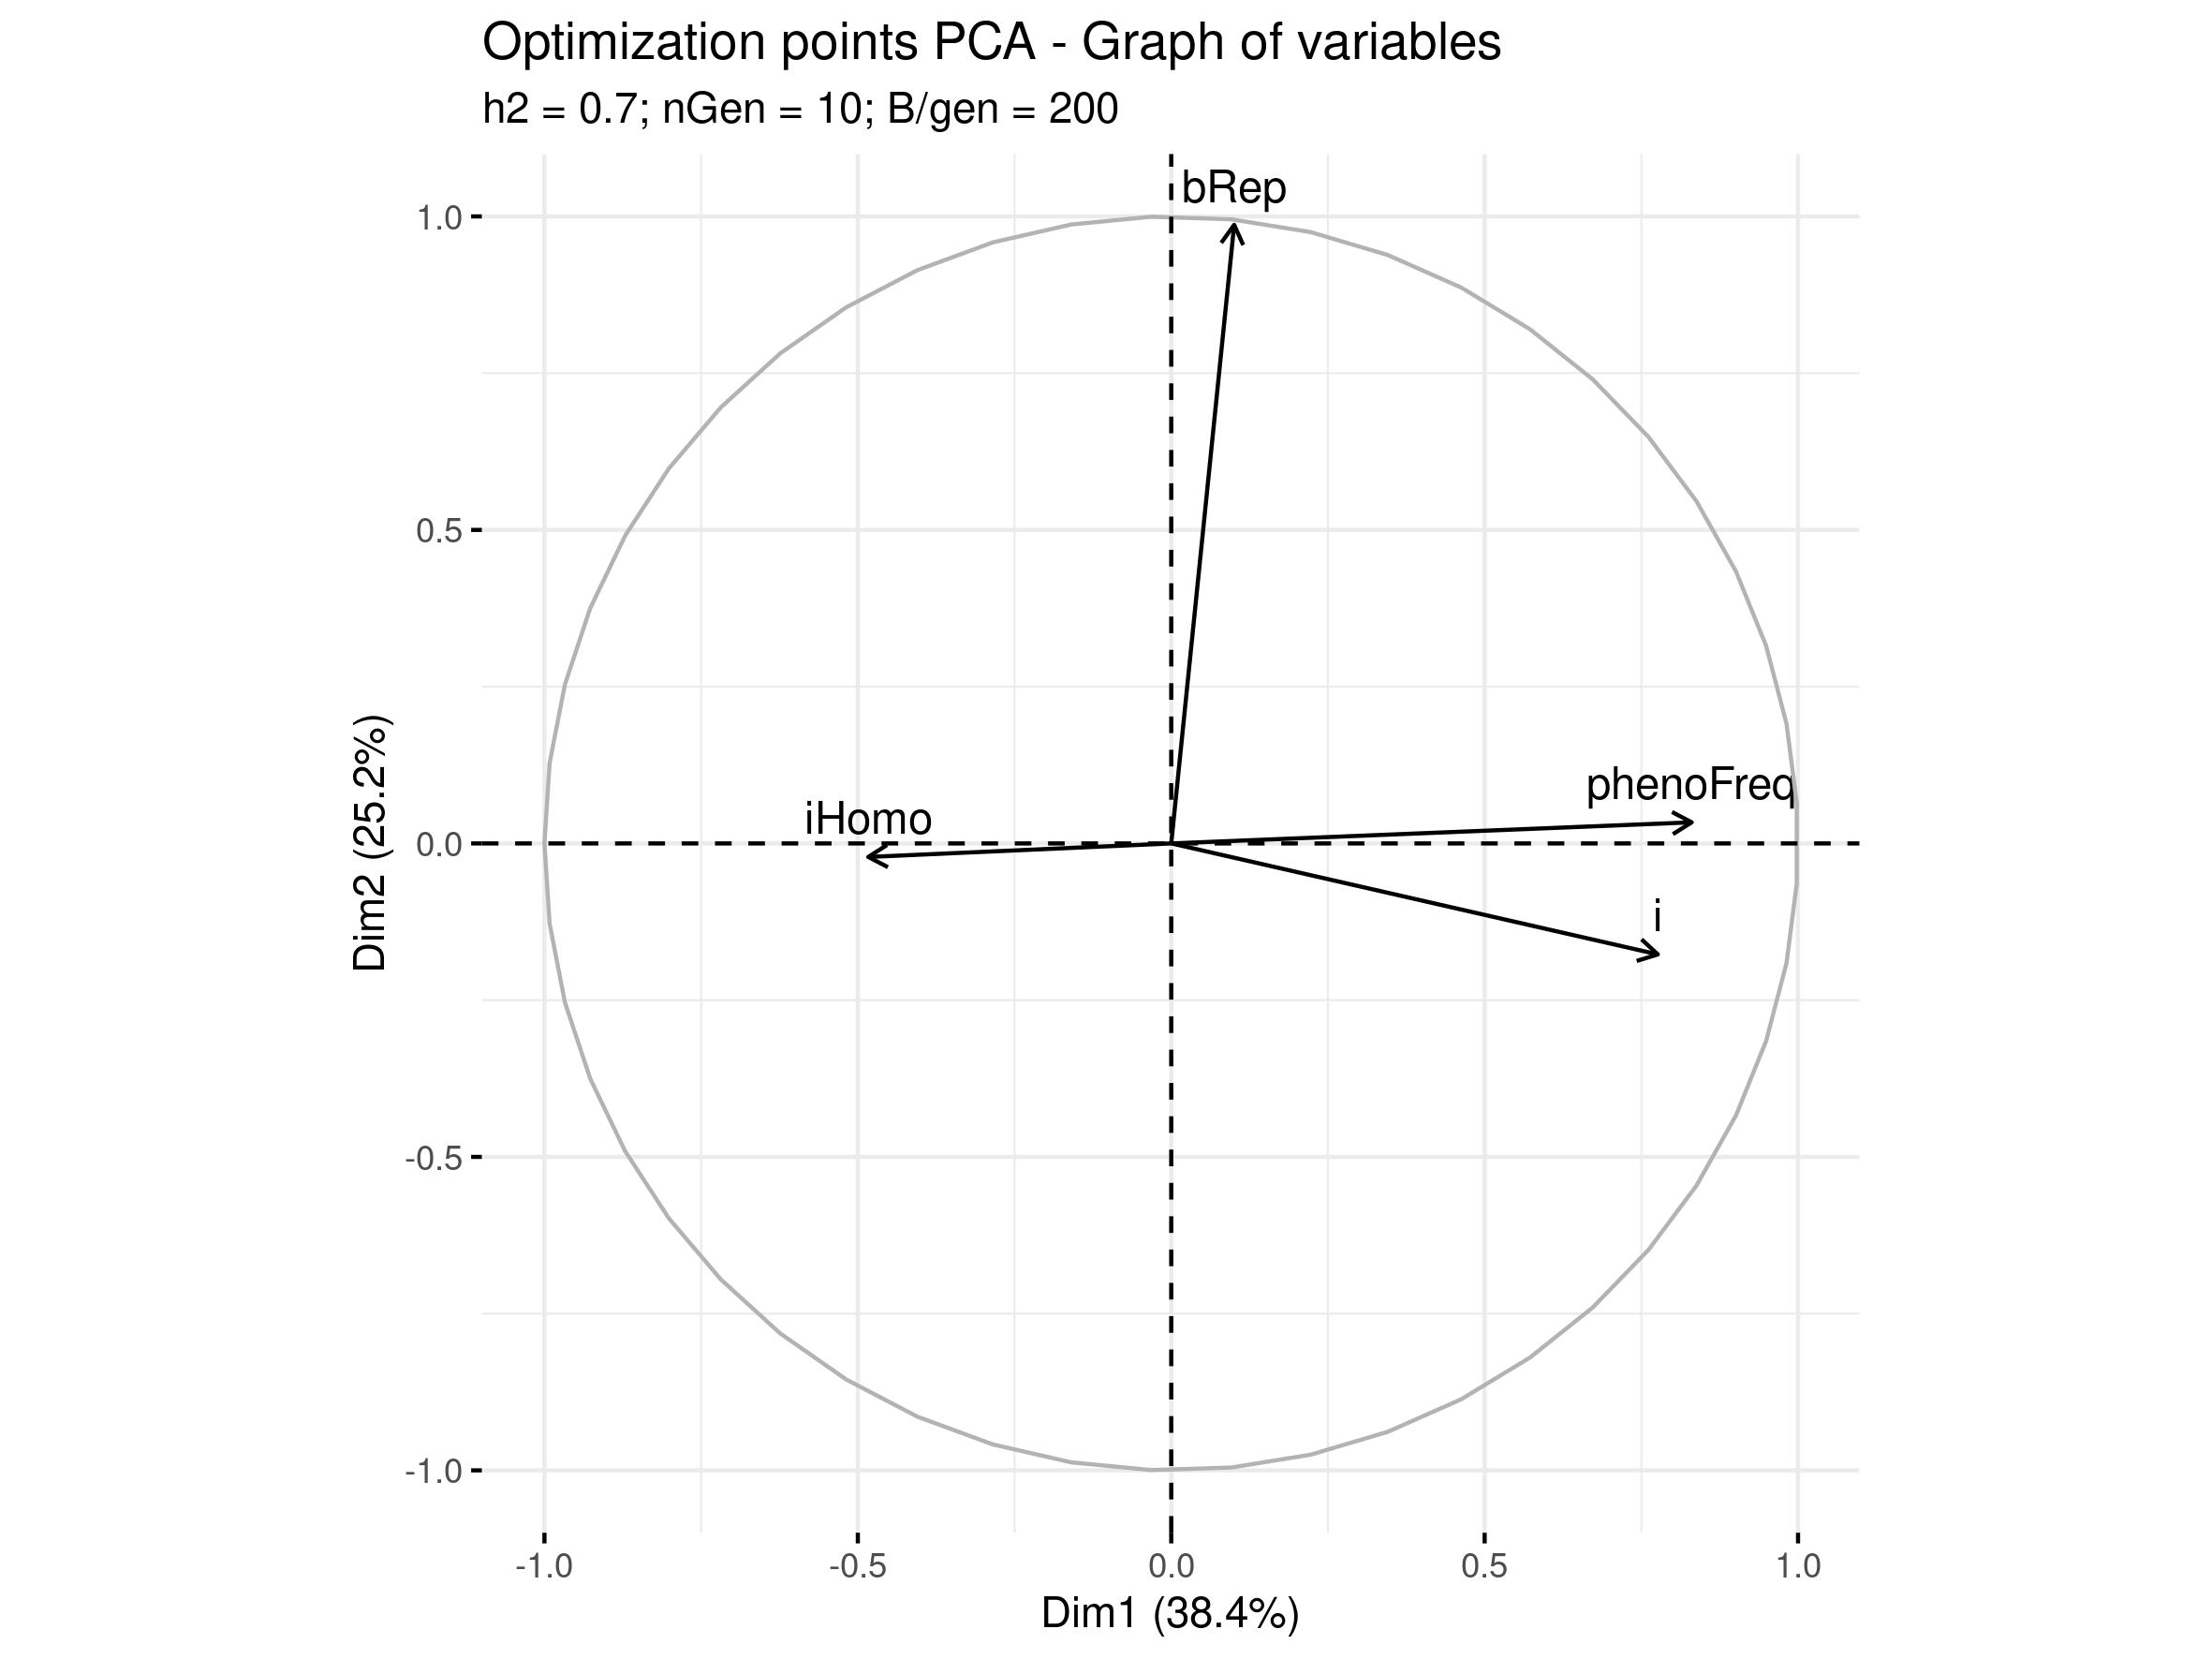 Optimization points PCA - Graph of variables
h2 = 0.7; nGen = 10; B/gen = 200
bRep
phenoFreq
iHomo
i
1.0
0.5
0.0
-0.5
-1.0
Dim2 (25.2%)
-1.0
-0.5
0.0
0.5
1.0
Dim1 (38.4%)